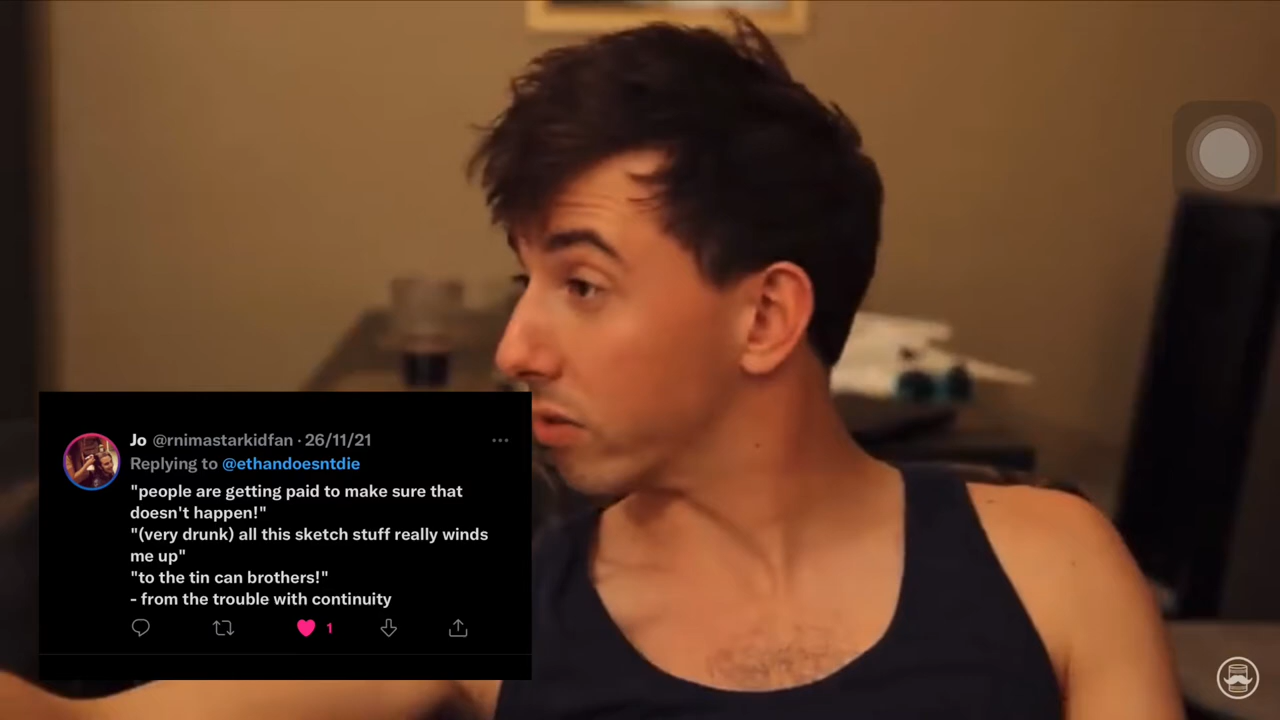 Jo @rnimastarkidfan · 26/11/21
Replying to @ethandoesntdie
"people are getting paid to make sure that
doesn't happen!"
"(very drunk) all this sketch stuff really winds
me up"
"to the tin can brothers!"
- from the trouble with continuity
1